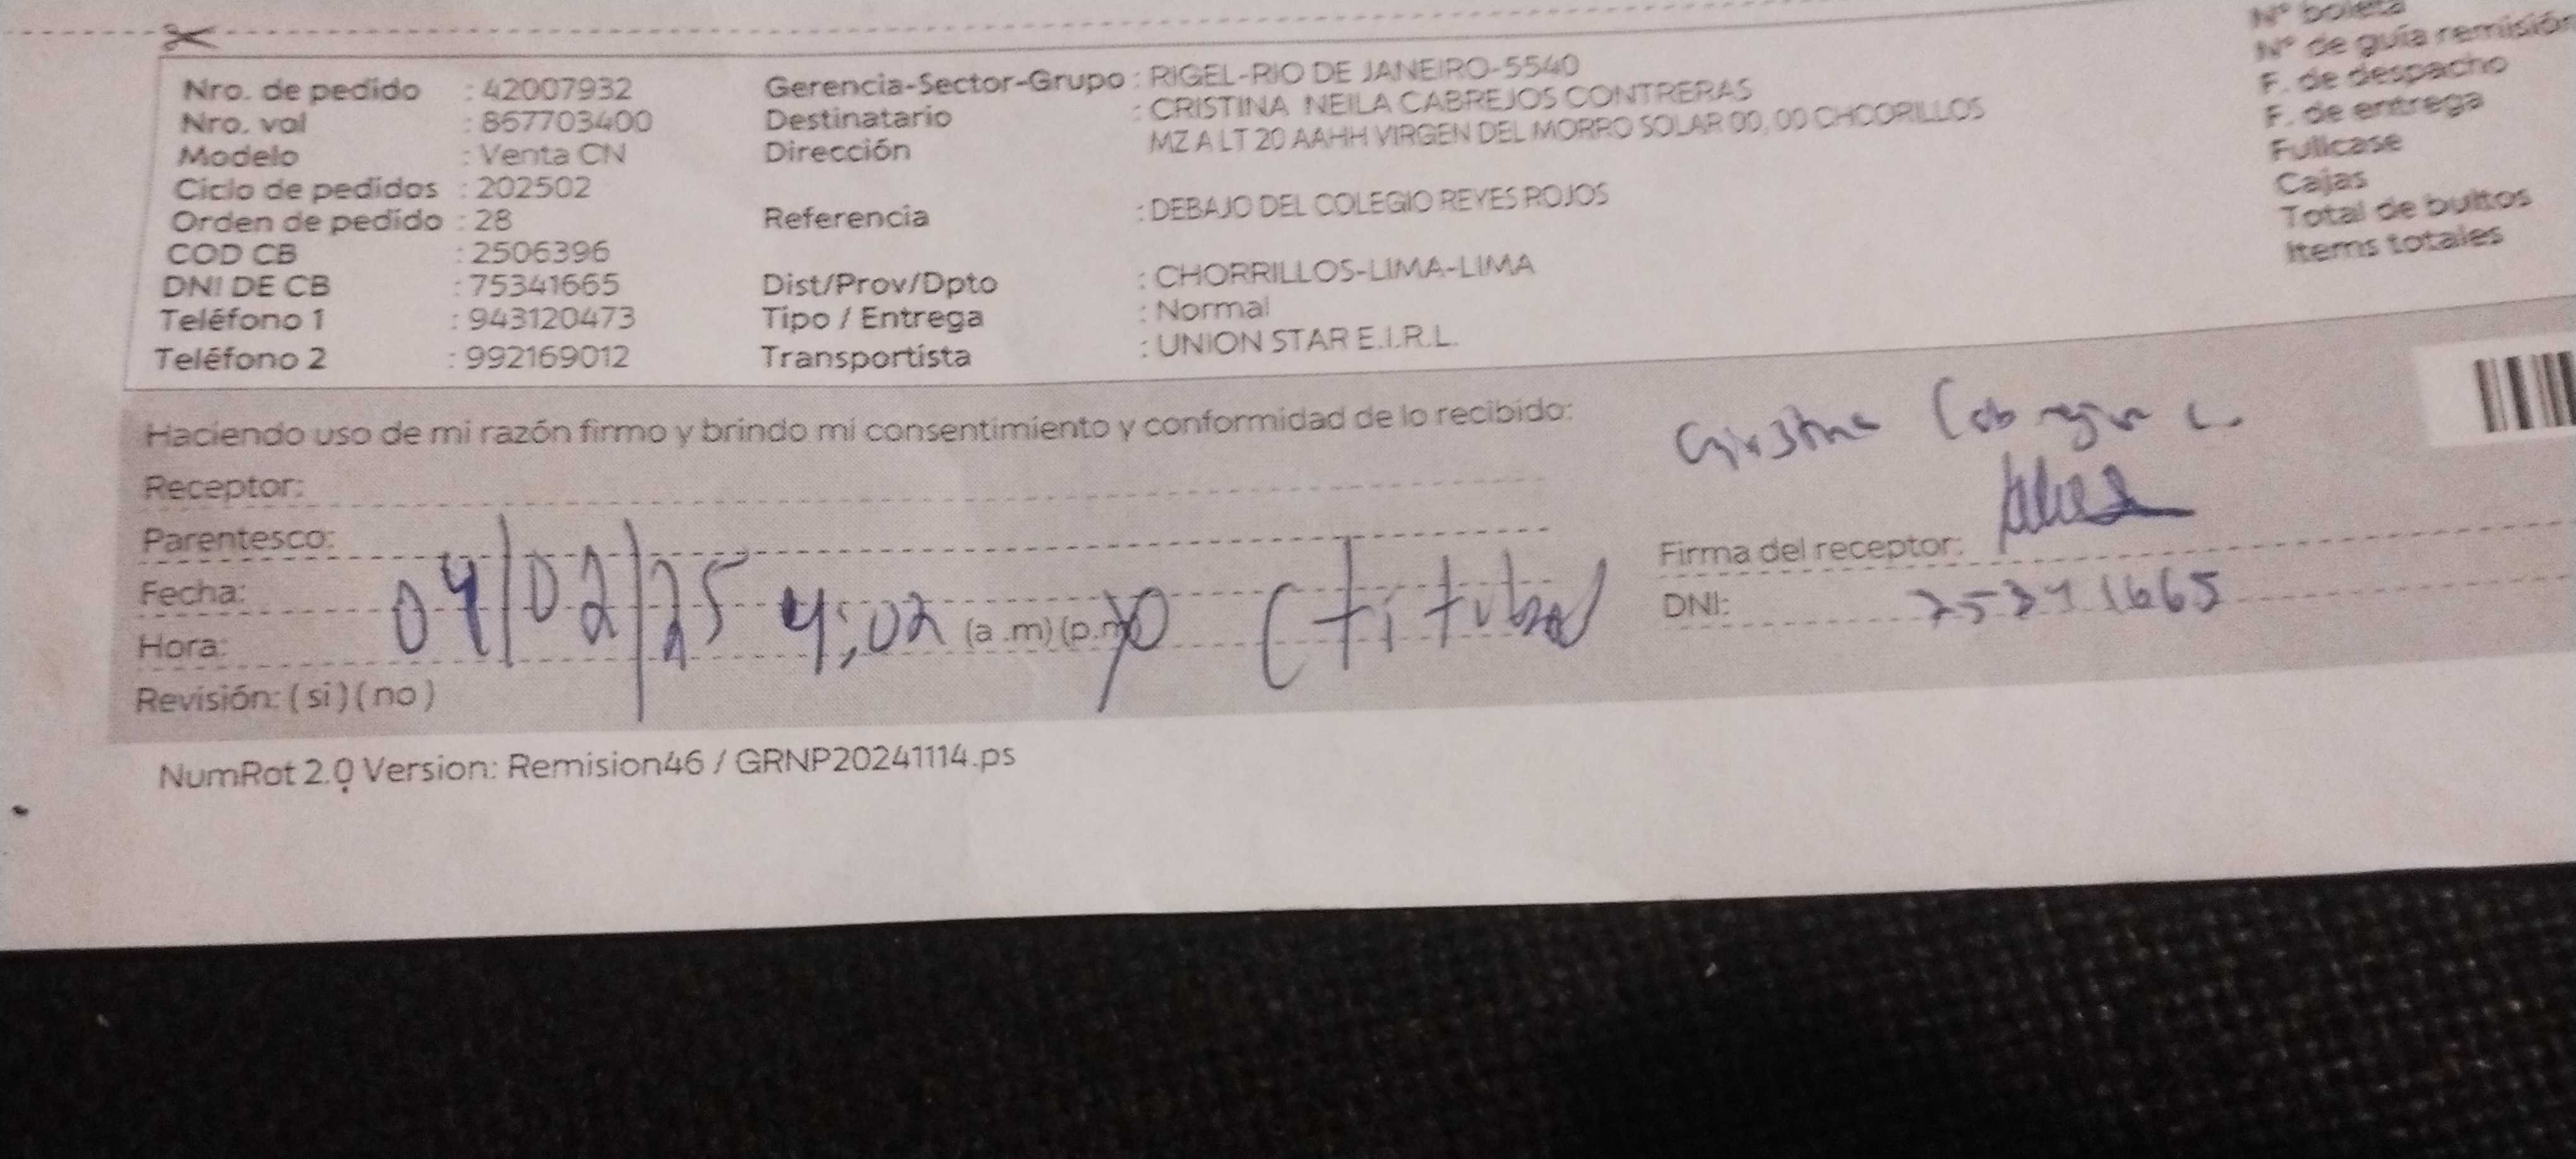 Nro. de pedido : 42007932
Nro. val : 867703400
Modelo : Venta CN
Ciclo de pedidos : 202502
Orden de pedido : 28
COD CB : 2506396
DNI DE CB : 75341665
Teléfono 1 : 943120473
Teléfono 2 : 992169012
Gerencia-Sector-Grupo : RIGEL-RIO DE JANEIRO-5540
Destinatario : CRISTINA NEILA CABREJOS CONTRERAS
Dirección MZ A LT 20 AAHH VIRGEN DEL MORRO SOLAR 00, 00 CHCORILLOS
Referencia : DEBAJO DEL COLEGIO REYES ROJOS
Dist/Prov/Dpto : CHORRILLOS-LIMA-LIMA
Tipo / Entrega : Normal
Transportista : UNION STAR E.I.R.L.
Nº boleta
Nº de guía remisión
F. de despacho
F. de entrega
Fullcase
Cajas
Total de bultos
Items totales
Haciendo uso de mi razón firmo y brindo mi consentimiento y conformidad de lo recibido:
Receptor:
Parentesco:
Fecha: 04/02/25
Hora: 4:02 (a .m) (p.m)
(titular)
Revisión: ( si ) ( no )
Firma del receptor:
DNI: 75341665
NumRot 2.0 Version: Remision46 / GRNP20241114.ps